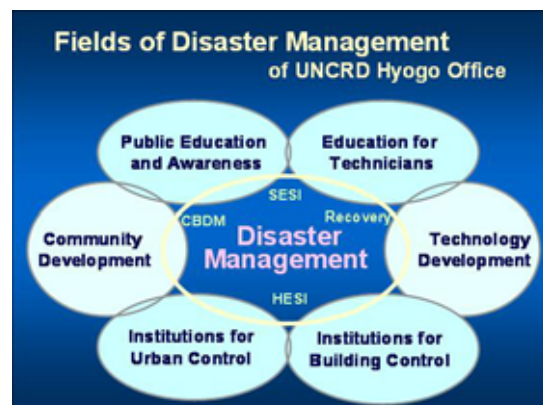 Fields of Disaster Management
of UNCRD Hyogo Office
Public Education
and Awareness
Education for
Technicians
SESI
CBDM
Recovery
Community
Development
Disaster
Management
Technology
Development
HESI
Institutions for
Urban Control
Institutions for
Building Control